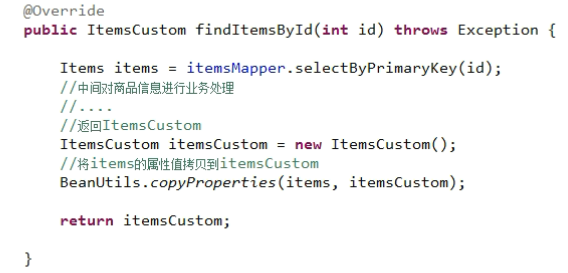 @Override
public ItemsCustom findItemsById(int id) throws Exception {
Items items = itemsMapper.selectByPrimaryKey(id);
//中间对商品信息进行业务处理
//....
//返回ItemsCustom
ItemsCustom itemsCustom = new ItemsCustom();
//将items的属性值拷贝到itemsCustom
BeanUtils.copyProperties(items, itemsCustom);
return itemsCustom;
}